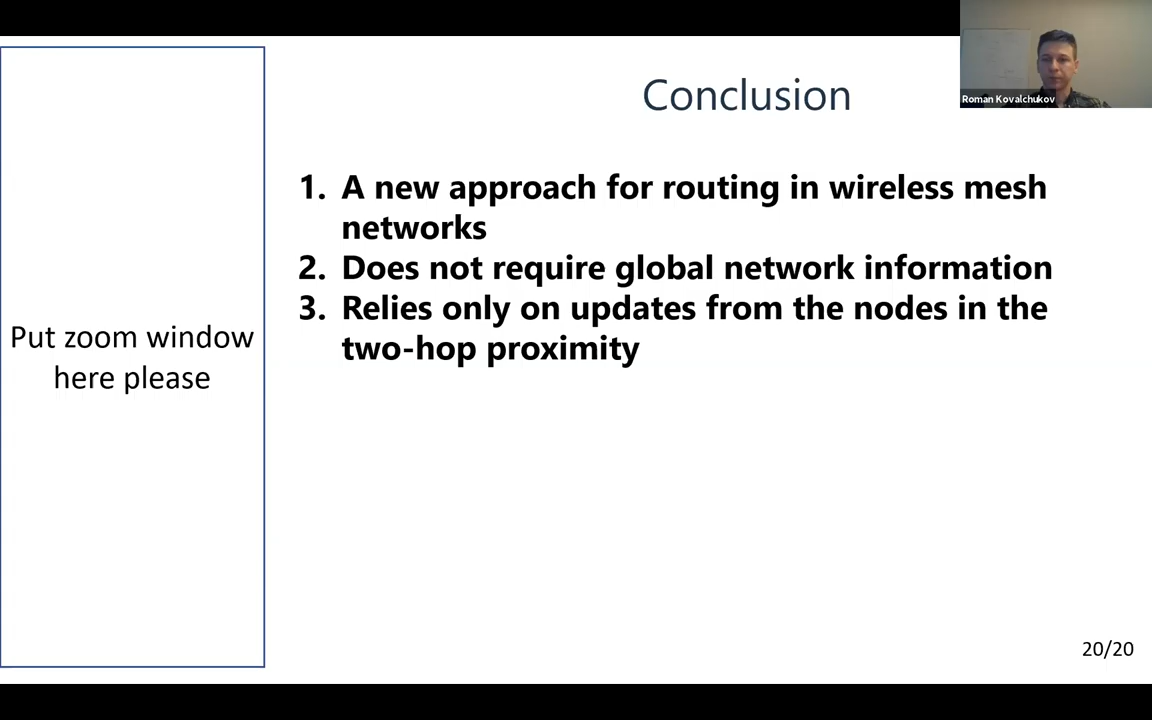 Roman Kovalchukov
Conclusion
1. A new approach for routing in wireless mesh
networks
2. Does not require global network information
3. Relies only on updates from the nodes in the
two-hop proximity
Put zoom window
here please
20/20